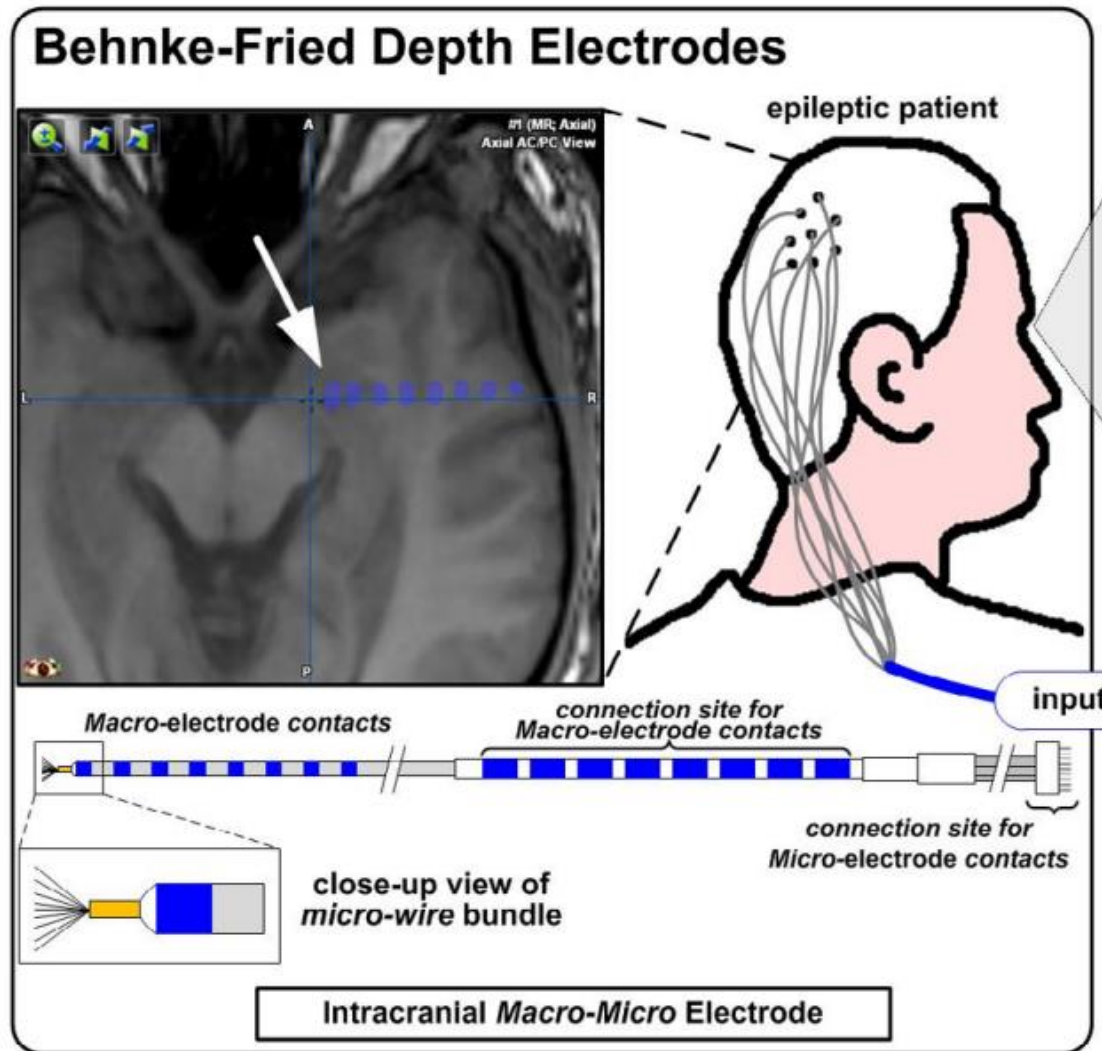 Behnke-Fried Depth Electrodes
epileptic patient
A
#1 (MR; Axial)
Axial AC/PC View
L
R
P
input
Macro-electrode contacts
connection site for
Macro-electrode contacts
connection site for
Micro-electrode contacts
close-up view of
micro-wire bundle
Intracranial Macro-Micro Electrode